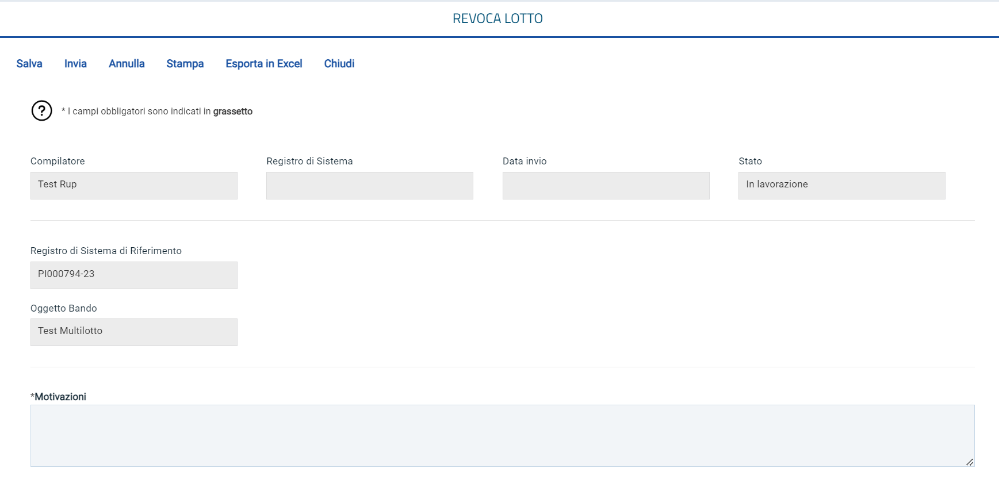 REVOCA LOTTO
Salva Invia Annulla Stampa Esporta in Excel Chiudi
? * I campi obbligatori sono indicati in grassetto
Compilatore Registro di Sistema Data invio Stato
Test Rup In lavorazione
Registro di Sistema di Riferimento
PI000794-23
Oggetto Bando
Test Multilotto
*Motivazioni